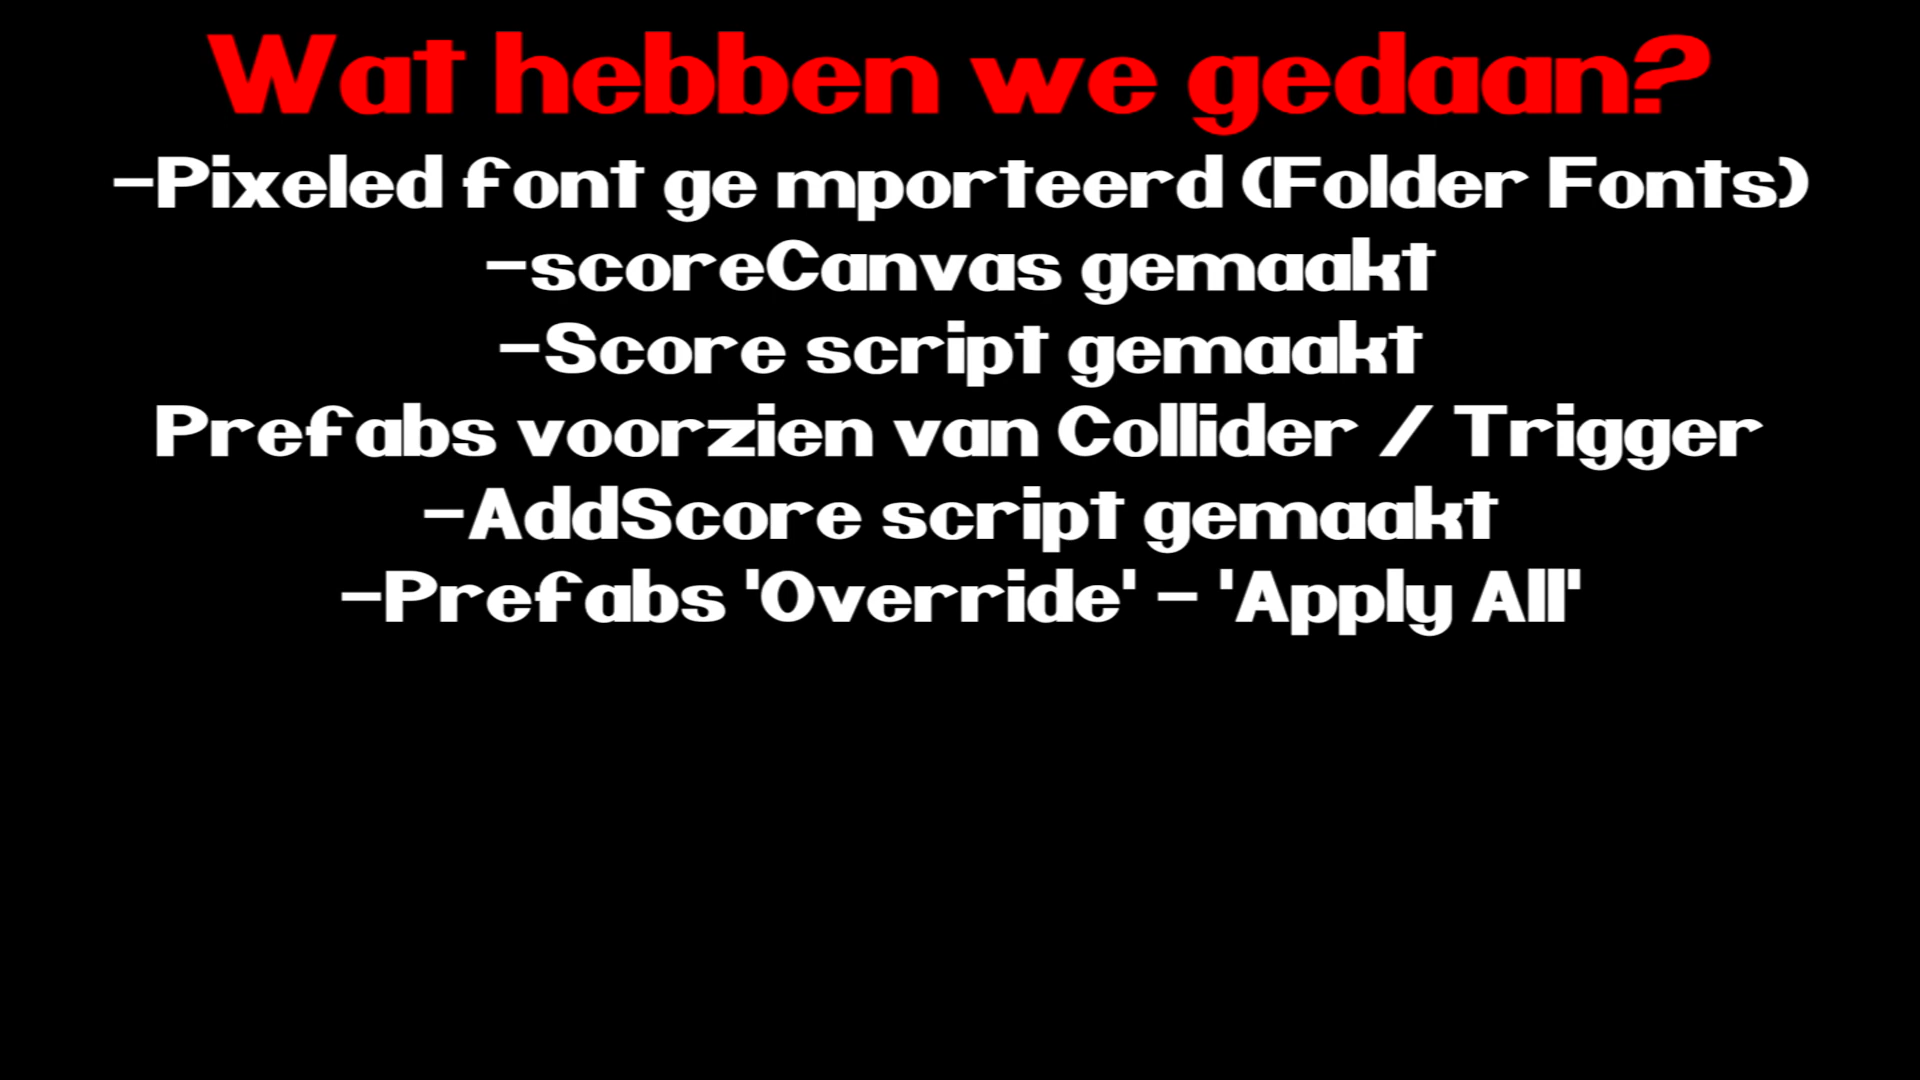 Wat hebben we gedaan?
-Pixeled font ge mporteerd (Folder Fonts)
-scoreCanvas gemaakt
-Score script gemaakt
Prefabs voorzien van Collider / Trigger
-AddScore script gemaakt
-Prefabs 'Override' - 'Apply All'